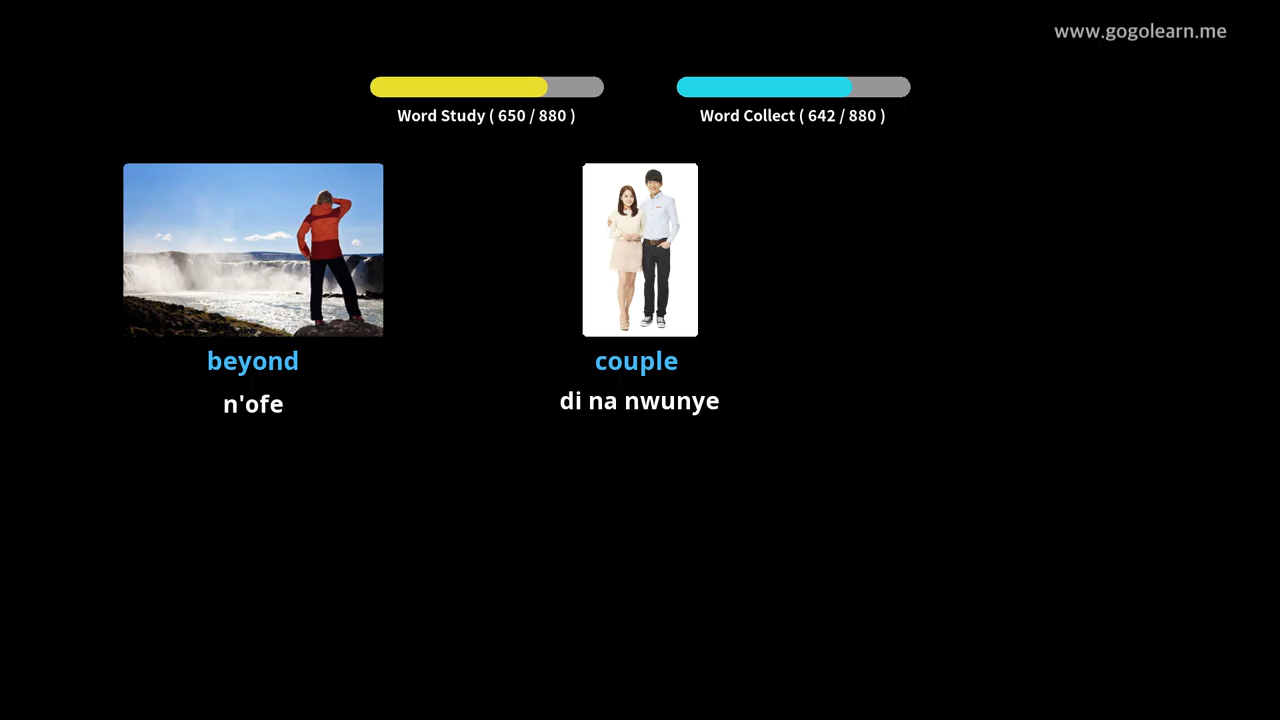 www.gogolearn.me
Word Study ( 650 / 880 )
Word Collect ( 642 / 880 )
beyond
n'ofe
couple
di na nwunye